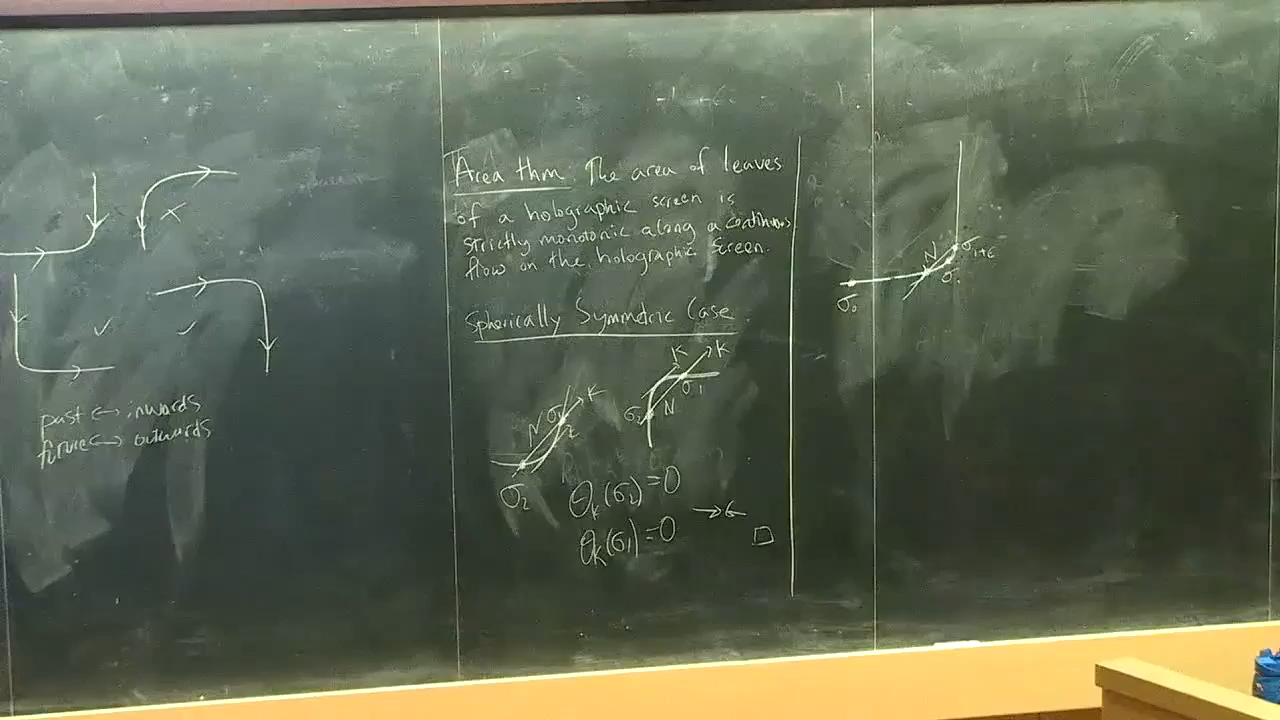 past ↔ inwards
future ↔ outwards
Area thm. The area of leaves
of a holographic screen is
strictly monotonic along a continuous
flow on the holographic screen.
Spherically Symmetric Case
K K
σ₁
σ₂ N
N K
σ₂
θₖ(σ₂)=0
θₖ(σ₁)=0 →←
□
N σ₁₊ε
σ₀